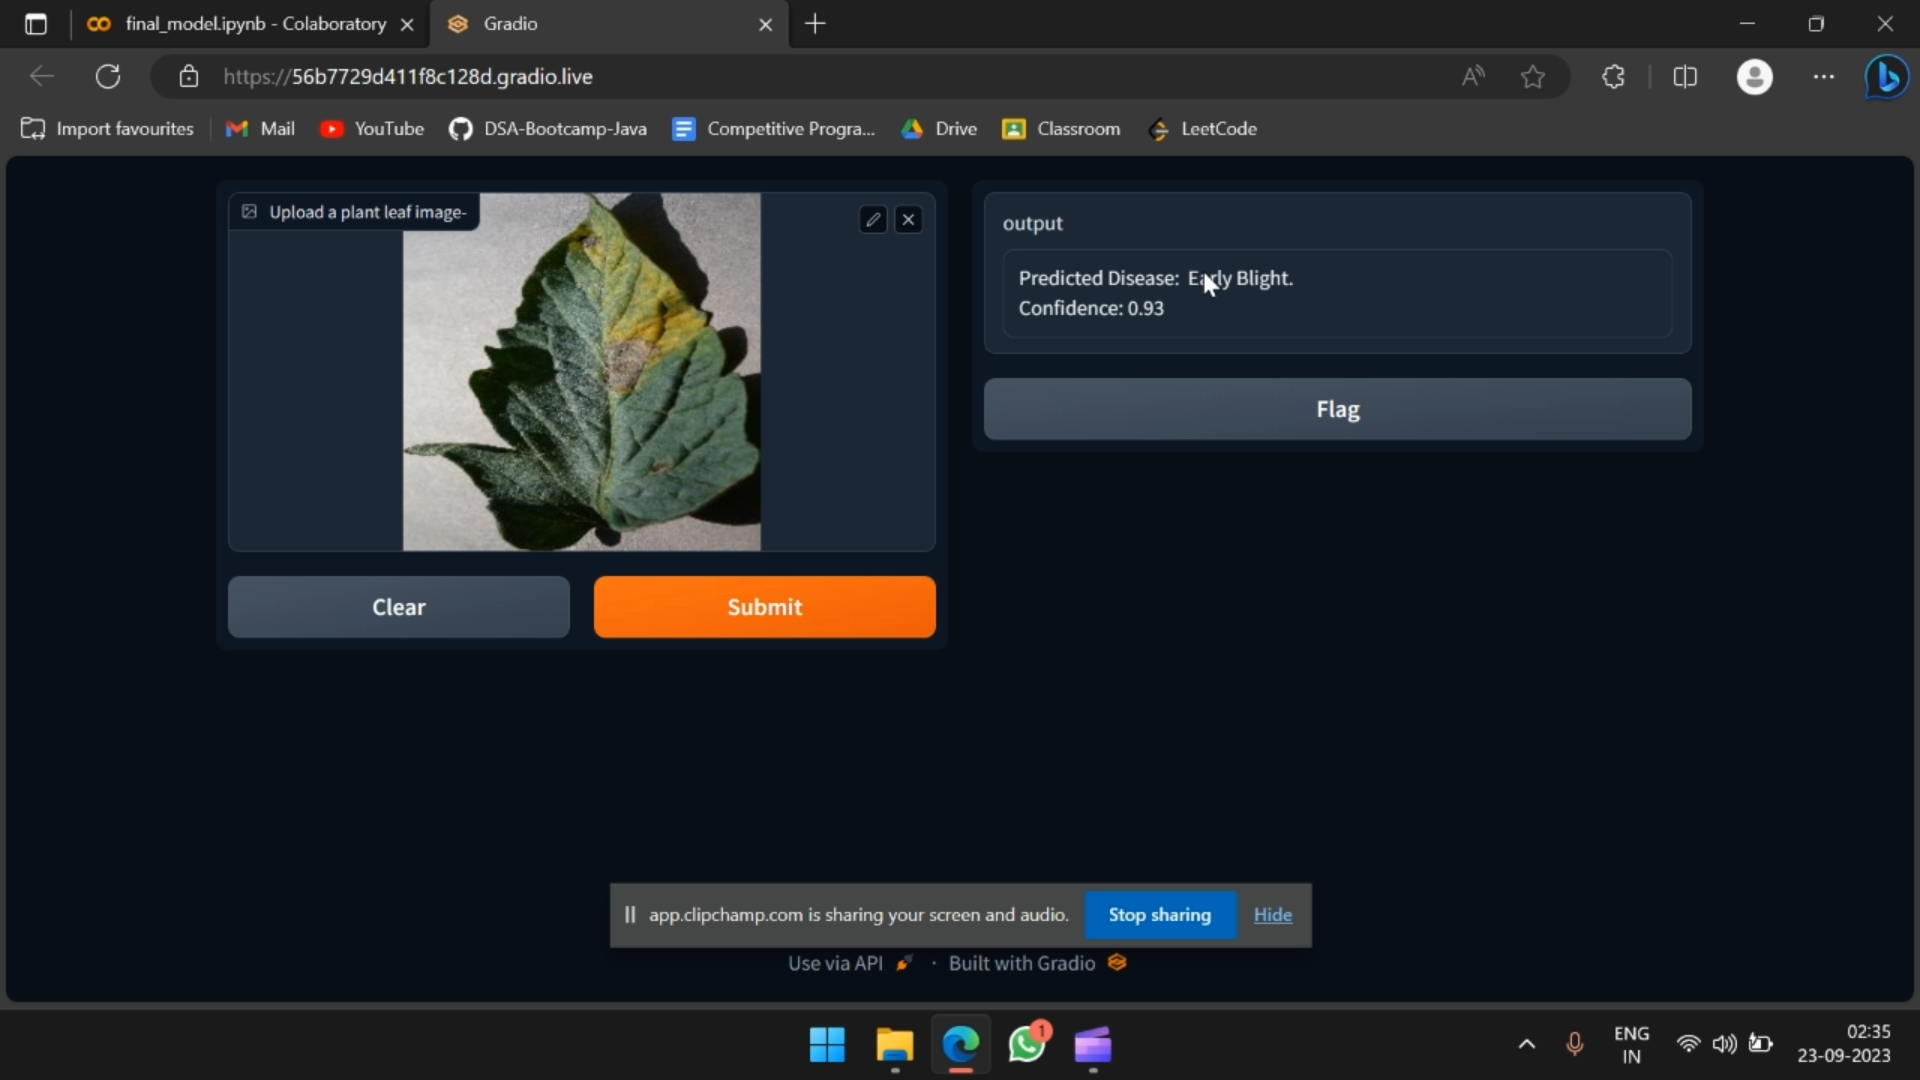 final_model.ipynb - Colaboratory
Gradio
https://56b7729d411f8c128d.gradio.live
Import favourites
Mail
YouTube
DSA-Bootcamp-Java
Competitive Progra...
Drive
Classroom
LeetCode
Upload a plant leaf image-
output
Predicted Disease: Early Blight.
Confidence: 0.93
Flag
Clear
Submit
app.clipchamp.com is sharing your screen and audio.
Stop sharing
Hide
Use via API
· Built with Gradio
1
ENG
IN
02:35
23-09-2023